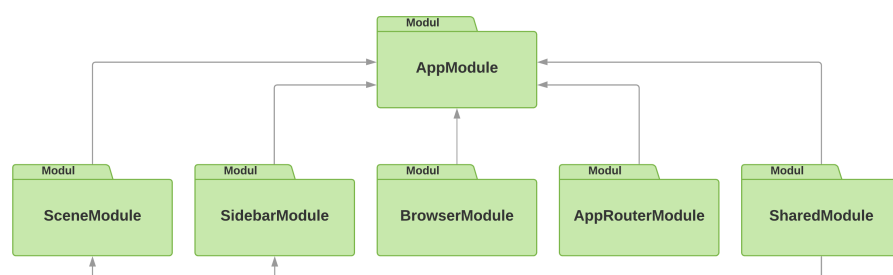 Modul
AppModule
Modul
SceneModule
Modul
SidebarModule
Modul
BrowserModule
Modul
AppRouterModule
Modul
SharedModule